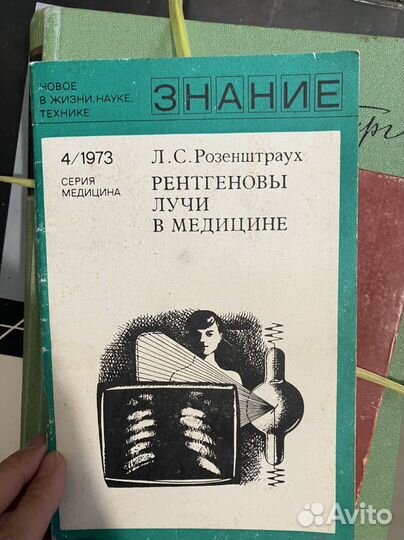 НОВОЕ
В ЖИЗНИ, НАУКЕ,
ТЕХНИКЕ
ЗНАНИЕ
4/1973
СЕРИЯ
МЕДИЦИНА
Л. С. Розенштраух
РЕНТГЕНОВЫ
ЛУЧИ
В МЕДИЦИНЕ
Avito